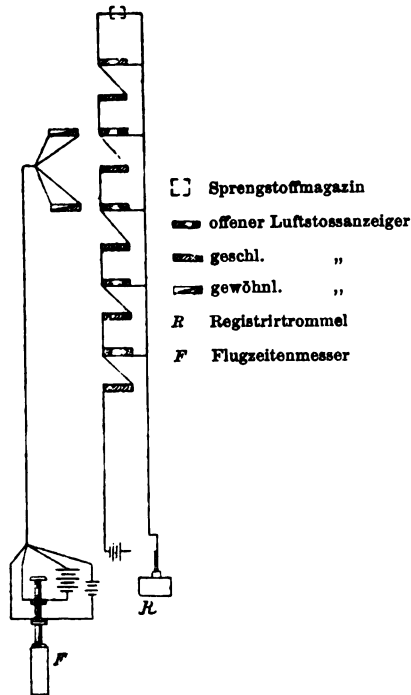 Sprengstoffmagazin
offener Luftstossanzeiger
geschl. „
gewöhnl. „
R Registrirtrommel
F Flugzeitenmesser
R
F